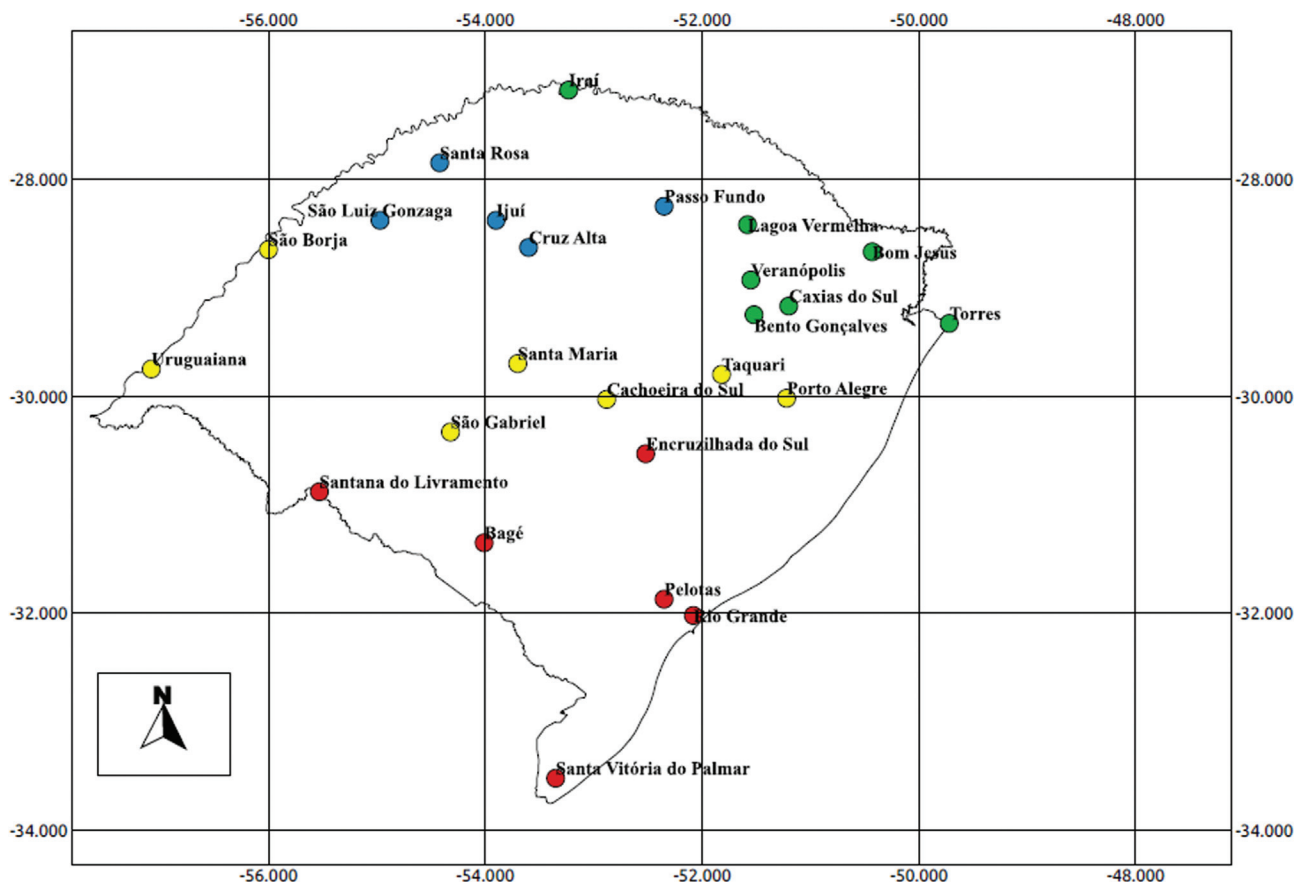 -56.000 -54.000 -52.000 -50.000 -48.000
Iraí
Santa Rosa
-28.000 -28.000
Passo Fundo
São Luiz Gonzaga Ijuí
Lagoa Vermelha
São Borja Cruz Alta
Bom Jesus
Veranópolis
Caxias do Sul
Torres
Bento Gonçalves
Uruguaiana Santa Maria
Taquari
Cachoeira do Sul Porto Alegre
-30.000 -30.000
São Gabriel
Encruzilhada do Sul
Santana do Livramento
Bagé
Pelotas
-32.000 -32.000
Rio Grande
N
Santa Vitória do Palmar
-34.000 -34.000
-56.000 -54.000 -52.000 -50.000 -48.000